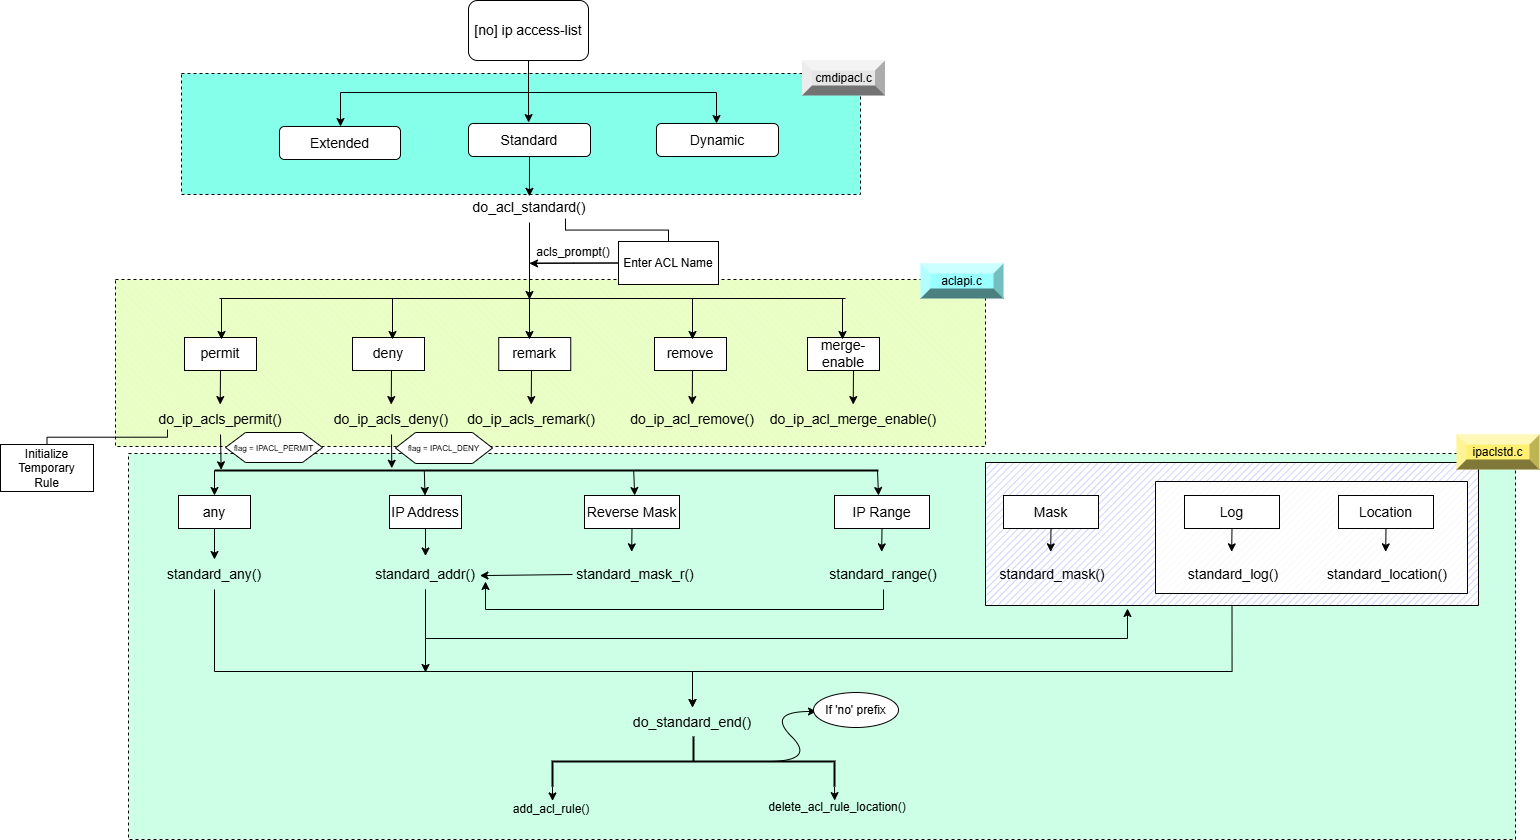 [no] ip access-list
cmdipacl.c
Extended
Standard
Dynamic
do_acl_standard()
acls_prompt()
Enter ACL Name
aclapi.c
permit
deny
remark
remove
merge-
enable
do_ip_acls_permit()
do_ip_acls_deny()
do_ip_acls_remark()
do_ip_acl_remove()
do_ip_acl_merge_enable()
flag = IPACL_PERMIT
flag = IPACL_DENY
Initialize
Temporary
Rule
ipaclstd.c
any
IP Address
Reverse Mask
IP Range
Mask
Log
Location
standard_any()
standard_addr()
standard_mask_r()
standard_range()
standard_mask()
standard_log()
standard_location()
do_standard_end()
If 'no' prefix
add_acl_rule()
delete_acl_rule_location()